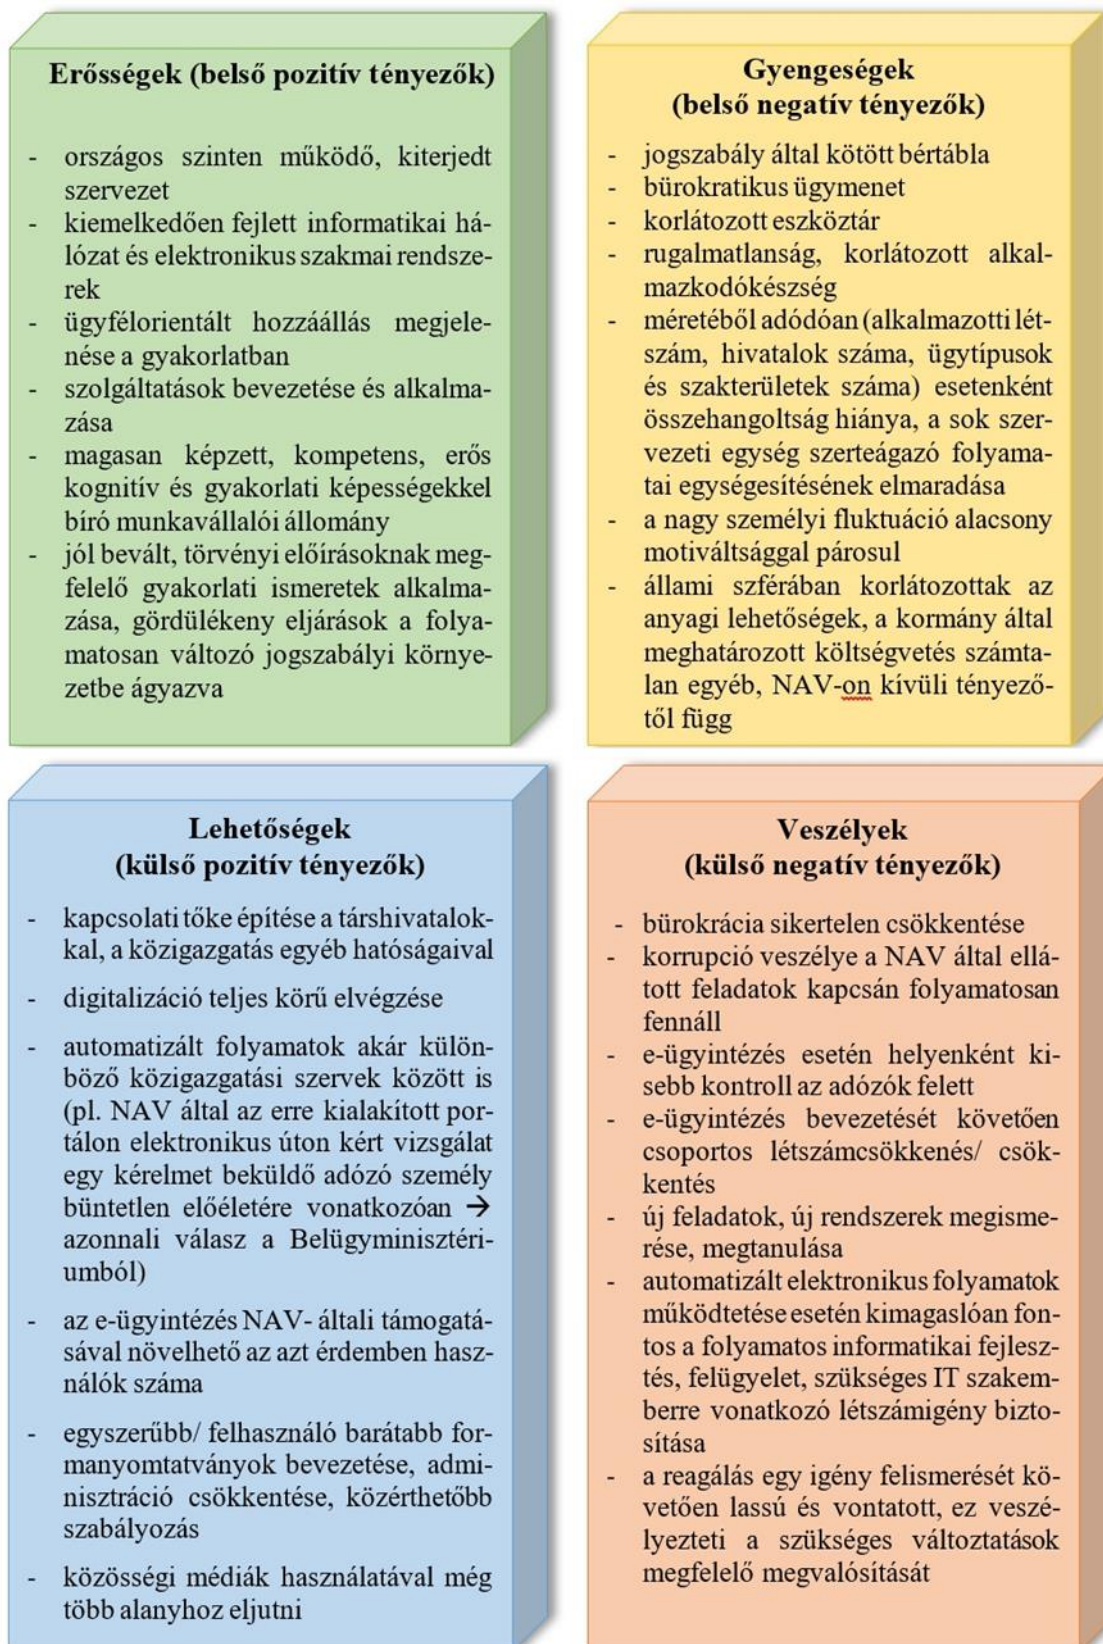 Erősségek (belső pozitív tényezők)
- országos szinten működő, kiterjedt
szervezet
- kiemelkedően fejlett informatikai há-
lózat és elektronikus szakmai rendsze-
rek
- ügyfélorientált hozzáállás megjele-
nése a gyakorlatban
- szolgáltatások bevezetése és alkalma-
zása
- magasan képzett, kompetens, erős
kognitív és gyakorlati képességekkel
bíró munkavállalói állomány
- jól bevált, törvényi előírásoknak meg-
felelő gyakorlati ismeretek alkalma-
zása, gördülékeny eljárások a folya-
matosan változó jogszabályi környe-
zetbe ágyazva
Gyengeségek
(belső negatív tényezők)
- jogszabály által kötött bértábla
- bürokratikus ügymenet
- korlátozott eszköztár
- rugalmatlanság, korlátozott alkal-
mazkodókészség
- méretéből adódóan (alkalmazotti lét-
szám, hivatalok száma, ügytípusok
és szakterületek száma) esetenként
összehangoltság hiánya, a sok szer-
vezeti egység szerteágazó folyama-
tai egységesítésének elmaradása
- a nagy személyi fluktuáció alacsony
motiváltsággal párosul
- állami szférában korlátozottak az
anyagi lehetőségek, a kormány által
meghatározott költségvetés számta-
lan egyéb, NAV-on kívüli tényező-
től függ
Lehetőségek
(külső pozitív tényezők)
- kapcsolati tőke építése a társhivatalok-
kal, a közigazgatás egyéb hatóságaival
- digitalizáció teljes körű elvégzése
- automatizált folyamatok akár külön-
böző közigazgatási szervek között is
(pl. NAV által az erre kialakított por-
tálon elektronikus úton kért vizsgálat
egy kérelmet beküldő adózó személy
büntetlen előéletére vonatkozóan →
azonnali válasz a Belügyminisztéri-
umból)
- az e-ügyintézés NAV- általi támogatá-
sával növelhető az azt érdemben hasz-
nálók száma
- egyszerűbb/ felhasználó barátabb for-
manyomtatványok bevezetése, admi-
nisztráció csökkentése, közérthetőbb
szabályozás
- közösségi médiák használatával még
több alanyhoz eljutni
Veszélyek
(külső negatív tényezők)
- bürokrácia sikertelen csökkentése
- korrupció veszélye a NAV által ellá-
tott feladatok kapcsán folyamatosan
fennáll
- e-ügyintézés esetén helyenként ki-
sebb kontroll az adózók felett
- e-ügyintézés bevezetését követően
csoportos létszámcsökkenés/ csök-
kentés
- új feladatok, új rendszerek megisme-
rése, megtanulása
- automatizált elektronikus folyamatok
működtetése esetén kimagaslóan fon-
tos a folyamatos informatikai fejlesz-
tés, felügyelet, szükséges IT szakem-
berre vonatkozó létszámigény bizto-
sítása
- a reagálás egy igény felismerését kö-
vetően lassú és vontatott, ez veszé-
lyezteti a szükséges változtatások
megfelelő megvalósítását